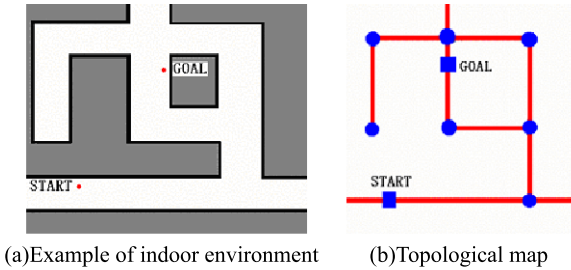 GOAL
START
GOAL
START
(a)Example of indoor environment
(b)Topological map